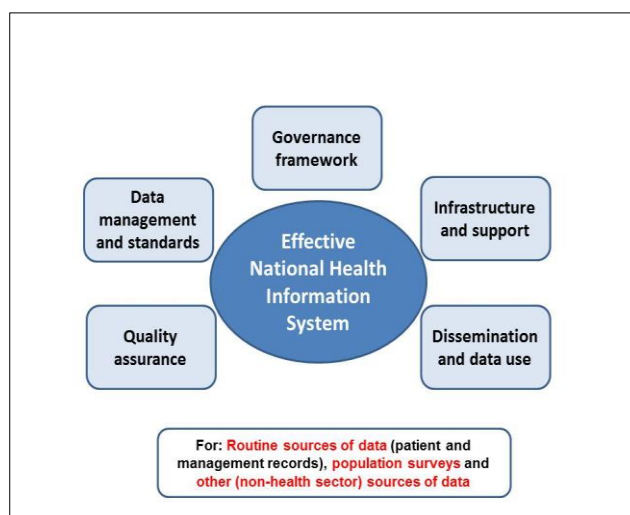 Governance
framework
Data
management
and standards
Infrastructure
and support
Effective
National Health
Information
System
Quality
assurance
Dissemination
and data use
For: Routine sources of data (patient and
management records), population surveys and
other (non-health sector) sources of data